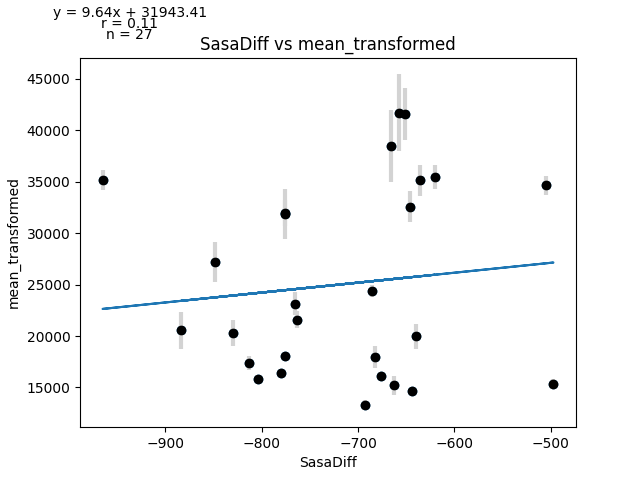 y = 9.64x + 31943.41
r = 0.11
n = 27
SasaDiff vs mean_transformed
mean_transformed
45000
40000
35000
30000
25000
20000
15000
−900
−800
−700
−600
−500
SasaDiff